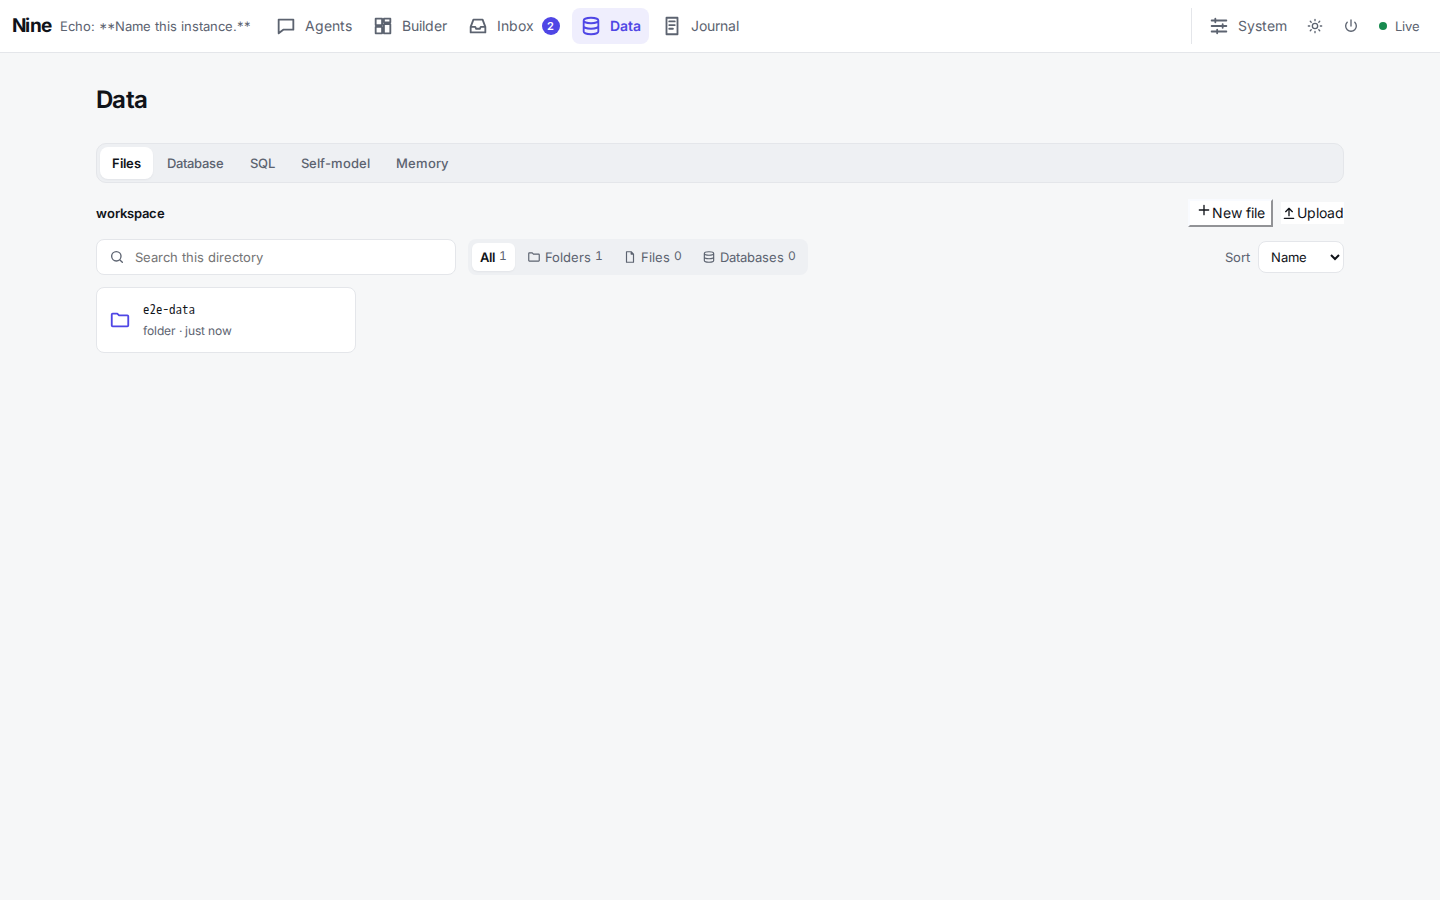 Nine Echo: **Name this instance.** Agents Builder Inbox 2 Data Journal System Live
Data
Files Database SQL Self-model Memory
workspace New file Upload
Search this directory All 1 Folders 1 Files 0 Databases 0 Sort Name
e2e-data
folder · just now